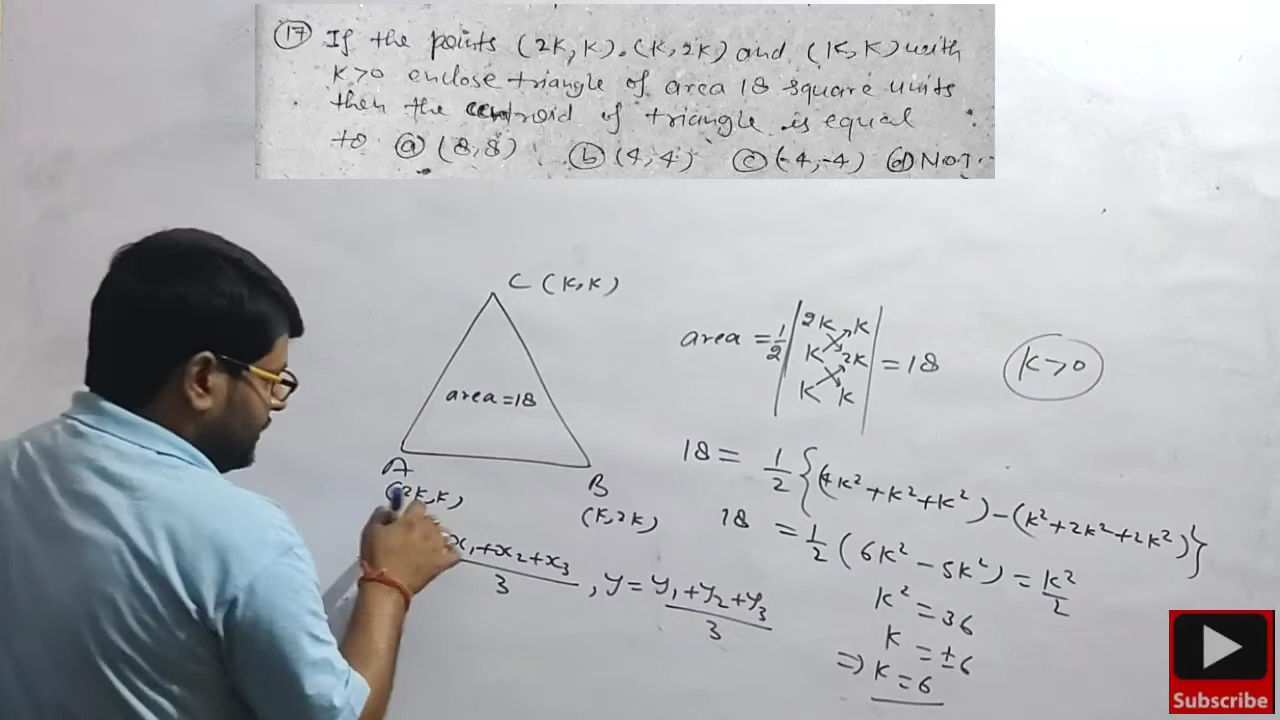 (17) If the points (2K, K), (K, 2K) and (K, K) with
K>0 enclose triangle of area 18 square units
then the centroid of triangle is equal
to (a) (8,8) (b) (4,4) (c) (-4,-4) (d) NOT.
C (K,K)
area =18
A
(2K,K)
B
(K,2K)
x₁+x₂+x₃
3
, y = y₁+y₂+y₃
3
area = 1/2 | 2K K
K 2K
K K | = 18
K>0
18 = 1/2 {(4K²+K²+K²)-(K²+2K²+2K²)}
18 = 1/2 (6K² - 5K²) = K²/2
K² = 36
K = ±6
=> K = 6
Subscribe